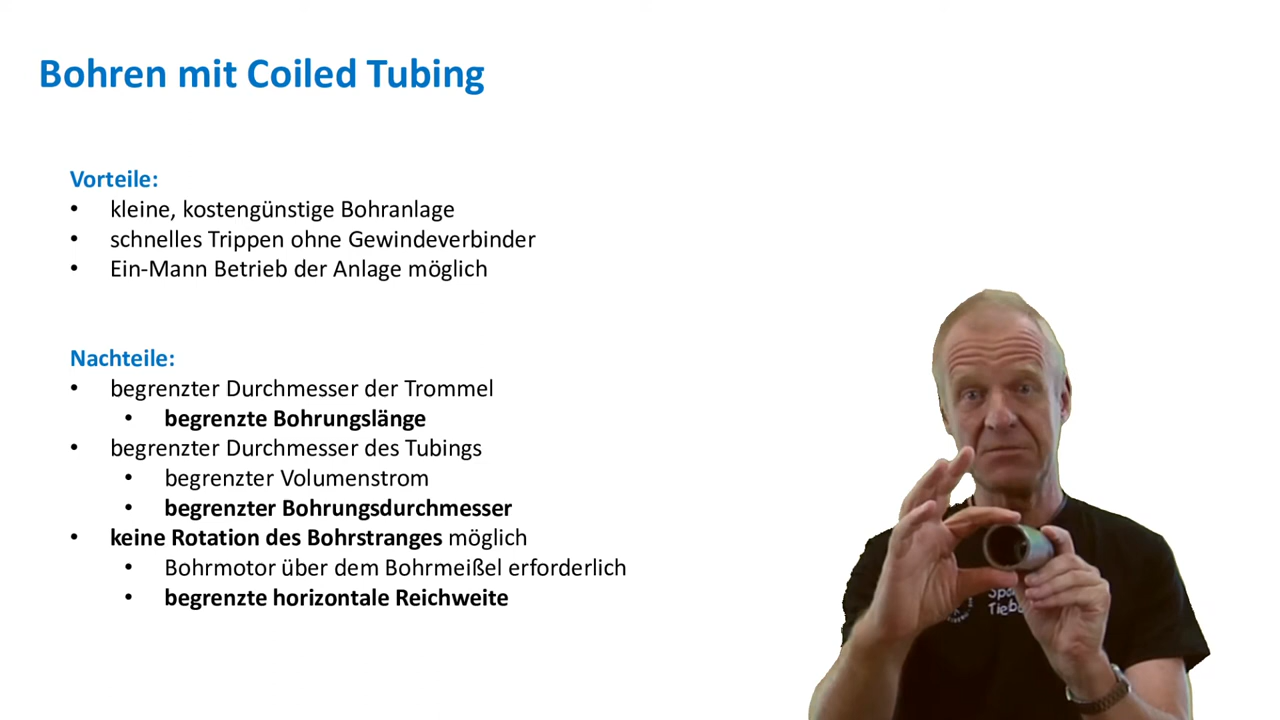 Bohren mit Coiled Tubing
Vorteile:
• kleine, kostengünstige Bohranlage
• schnelles Trippen ohne Gewindeverbinder
• Ein-Mann Betrieb der Anlage möglich
Nachteile:
• begrenzter Durchmesser der Trommel
• begrenzte Bohrungslänge
• begrenzter Durchmesser des Tubings
• begrenzter Volumenstrom
• begrenzter Bohrungsdurchmesser
• keine Rotation des Bohrstranges möglich
• Bohrmotor über dem Bohrmeißel erforderlich
• begrenzte horizontale Reichweite